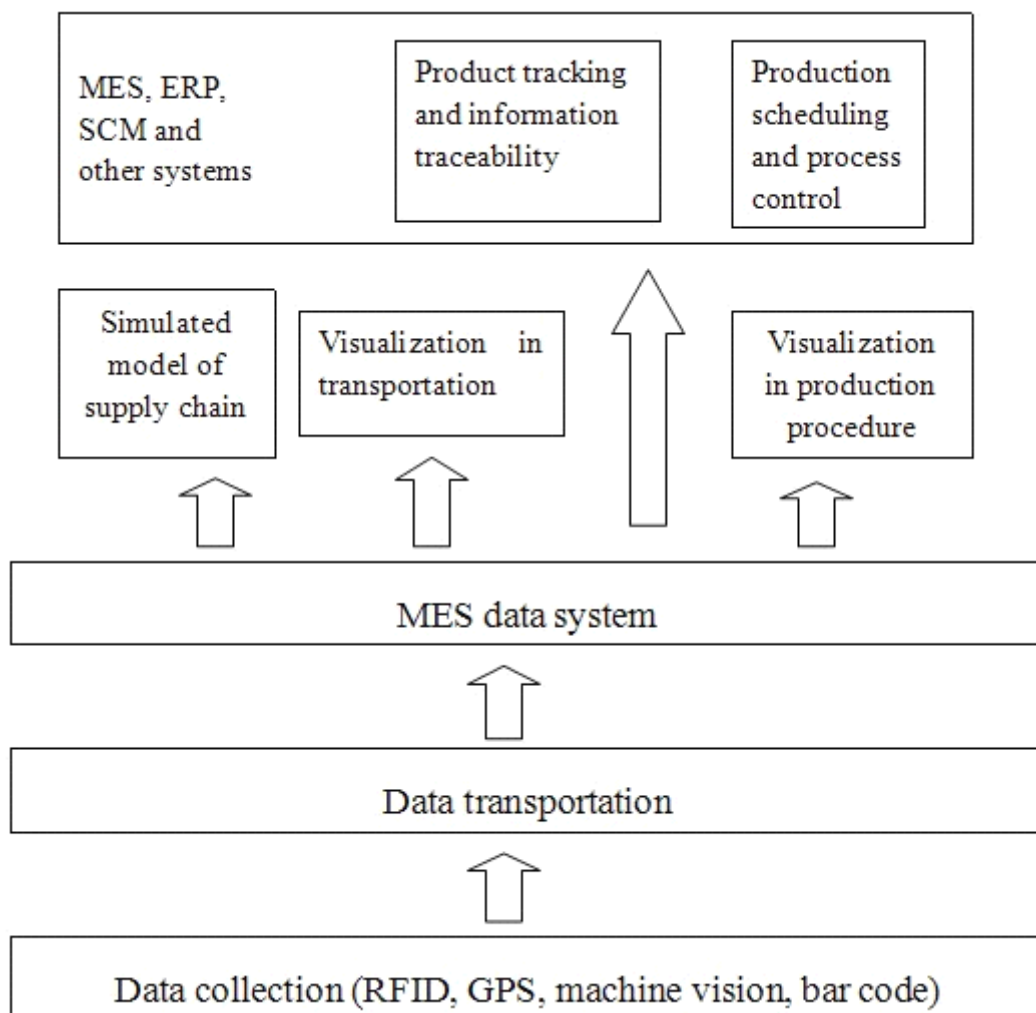 MES, ERP,
SCM and
other systems
Product tracking
and information
traceability
Production
scheduling
and process
control
Simulated
model of
supply chain
Visualization in
transportation
Visualization
in production
procedure
MES data system
Data transportation
Data collection (RFID, GPS, machine vision, bar code)